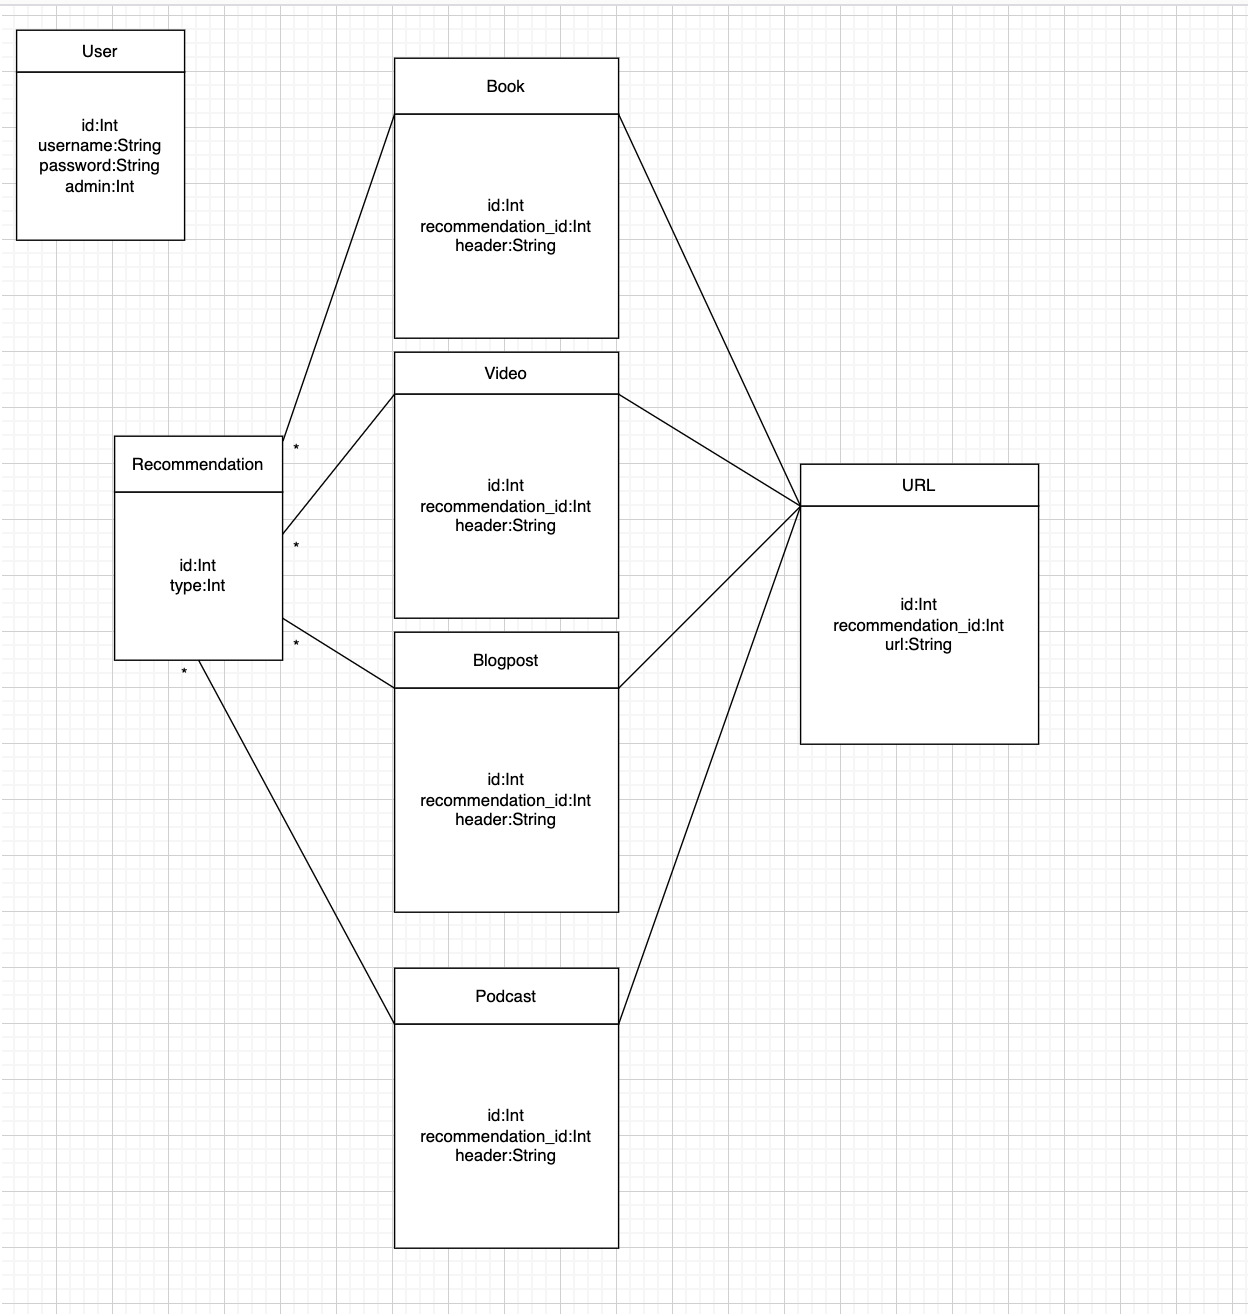 User
id:Int
username:String
password:String
admin:Int
Book
id:Int
recommendation_id:Int
header:String
Video
id:Int
recommendation_id:Int
header:String
Recommendation
id:Int
type:Int
*
*
*
*
URL
id:Int
recommendation_id:Int
url:String
Blogpost
id:Int
recommendation_id:Int
header:String
Podcast
id:Int
recommendation_id:Int
header:String